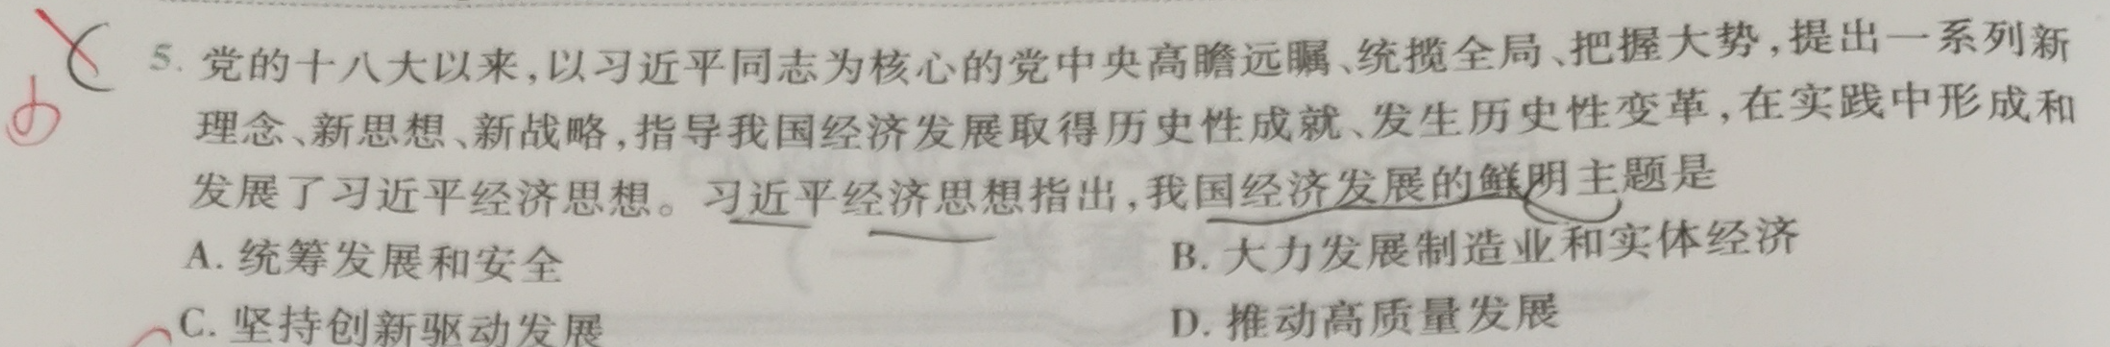 5. 党的十八大以来,以习近平同志为核心的党中央高瞻远瞩、统揽全局、把握大势,提出一系列新
理念、新思想、新战略,指导我国经济发展取得历史性成就、发生历史性变革,在实践中形成和
发展了习近平经济思想。习近平经济思想指出,我国经济发展的鲜明主题是
A. 统筹发展和安全 B. 大力发展制造业和实体经济
C. 坚持创新驱动发展 D. 推动高质量发展